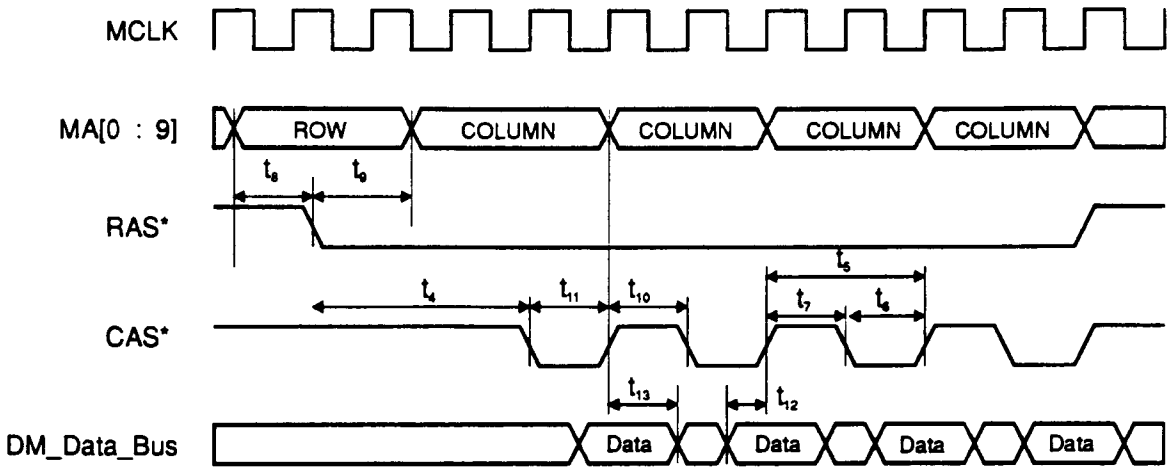 MCLK
MA[0 : 9] ROW COLUMN COLUMN COLUMN COLUMN
t8 t9
RAS*
t5
t4 t11 t10 t7 t6
CAS*
t13 t12
DM_Data_Bus Data Data Data Data